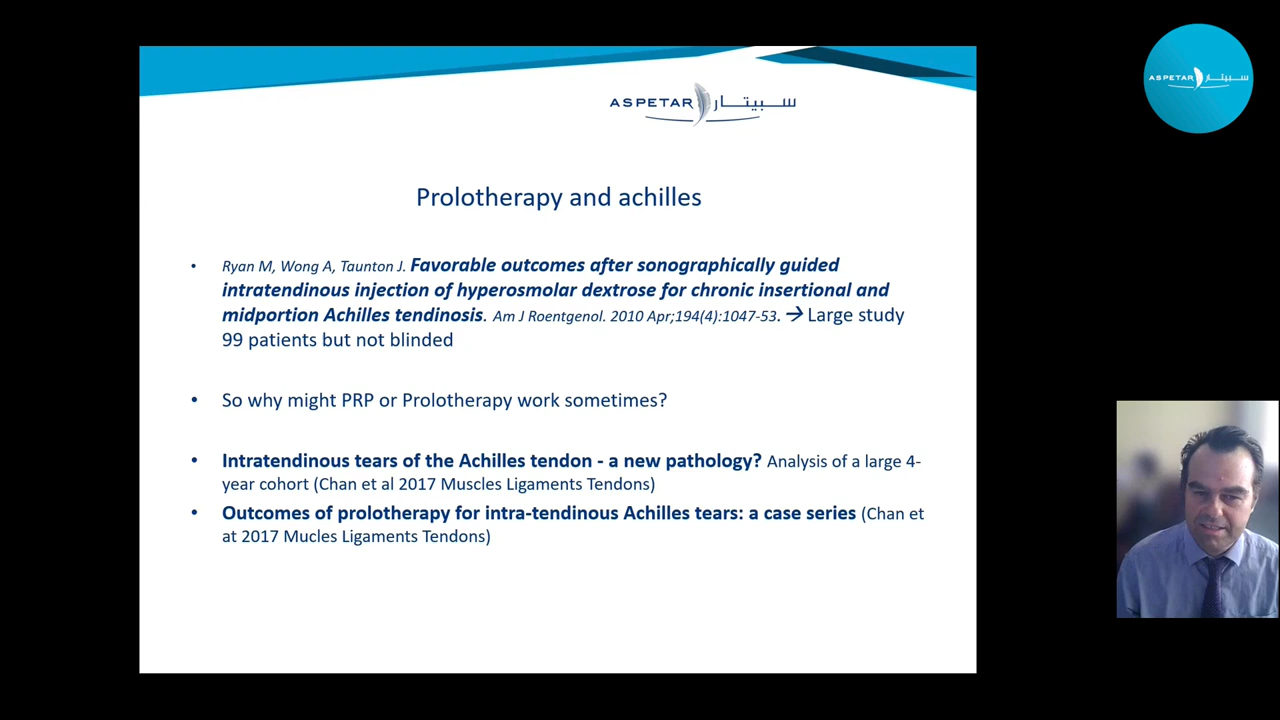 ASPETAR سبيتار
ASPETAR سبيتار
Prolotherapy and achilles
• Ryan M, Wong A, Taunton J. Favorable outcomes after sonographically guided
intratendinous injection of hyperosmolar dextrose for chronic insertional and
midportion Achilles tendinosis. Am J Roentgenol. 2010 Apr;194(4):1047-53. → Large study
99 patients but not blinded
• So why might PRP or Prolotherapy work sometimes?
• Intratendinous tears of the Achilles tendon - a new pathology? Analysis of a large 4-
year cohort (Chan et al 2017 Muscles Ligaments Tendons)
• Outcomes of prolotherapy for intra-tendinous Achilles tears: a case series (Chan et
at 2017 Mucles Ligaments Tendons)